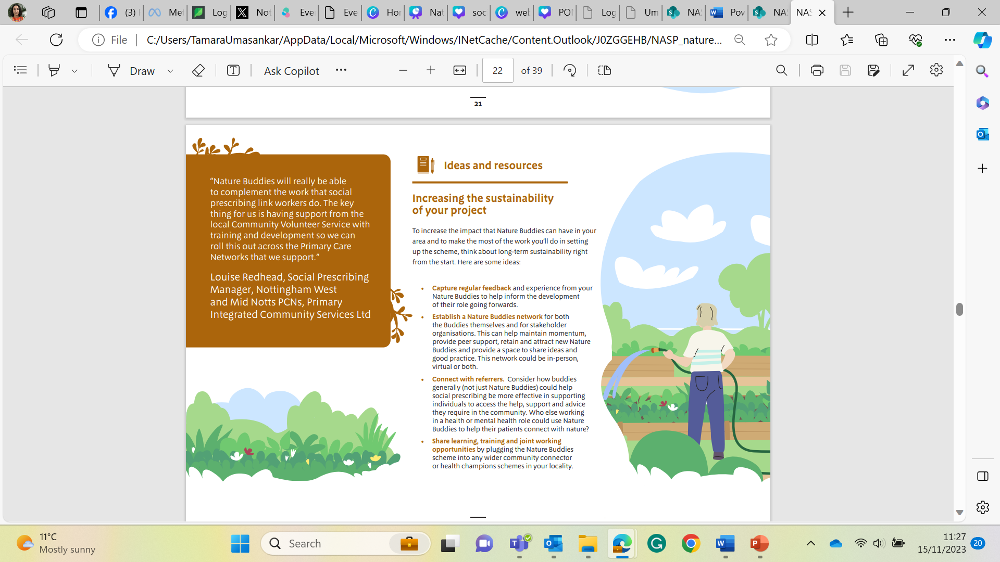 (3)
Met
Log
Not
Eve
Eve
Hor
Nat
soc
web
POI
Log
Um
NAS
Pow
NAS
NAS
File
C:/Users/TamaraUmasankar/AppData/Local/Microsoft/Windows/INetCache/Content.Outlook/J0ZGGEHB/NASP_nature...
Draw
Ask Copilot
22
of 39
21
“Nature Buddies will really be able
to complement the work that social
prescribing link workers do. The key
thing for us is having support from the
local Community Volunteer Service with
training and development so we can
roll this out across the Primary Care
Networks that we support.”
Louise Redhead, Social Prescribing
Manager, Nottingham West
and Mid Notts PCNs, Primary
Integrated Community Services Ltd
Ideas and resources
Increasing the sustainability
of your project
To increase the impact that Nature Buddies can have in your
area and to make the most of the work you’ll do in setting
up the scheme, think about long-term sustainability right
from the start. Here are some ideas:
• Capture regular feedback and experience from your
Nature Buddies to help inform the development
of their role going forwards.
• Establish a Nature Buddies network for both
the Buddies themselves and for stakeholder
organisations. This can help maintain momentum,
provide peer support, retain and attract new Nature
Buddies and provide a space to share ideas and
good practice. This network could be in-person,
virtual or both.
• Connect with referrers. Consider how buddies
generally (not just Nature Buddies) could help
social prescribing be more effective in supporting
individuals to access the help, support and advice
they require in the community. Who else working
in a health or mental health role could use Nature
Buddies to help their patients connect with nature?
• Share learning, training and joint working
opportunities by plugging the Nature Buddies
scheme into any wider community connector
or health champions schemes in your locality.
11°C
Mostly sunny
Search
11:27
15/11/2023
20